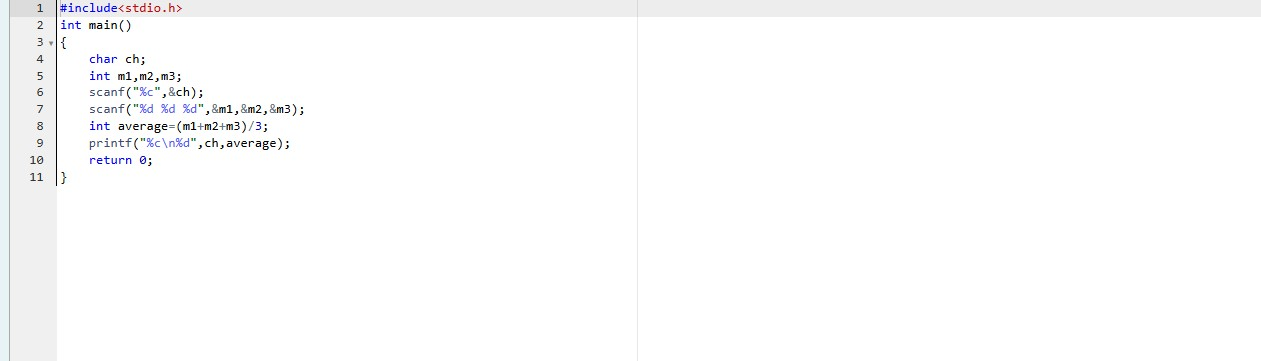 1 #include<stdio.h>
2 int main()
3 {
4 char ch;
5 int m1,m2,m3;
6 scanf("%c",&ch);
7 scanf("%d %d %d",&m1,&m2,&m3);
8 int average=(m1+m2+m3)/3;
9 printf("%c\n%d",ch,average);
10 return 0;
11 }